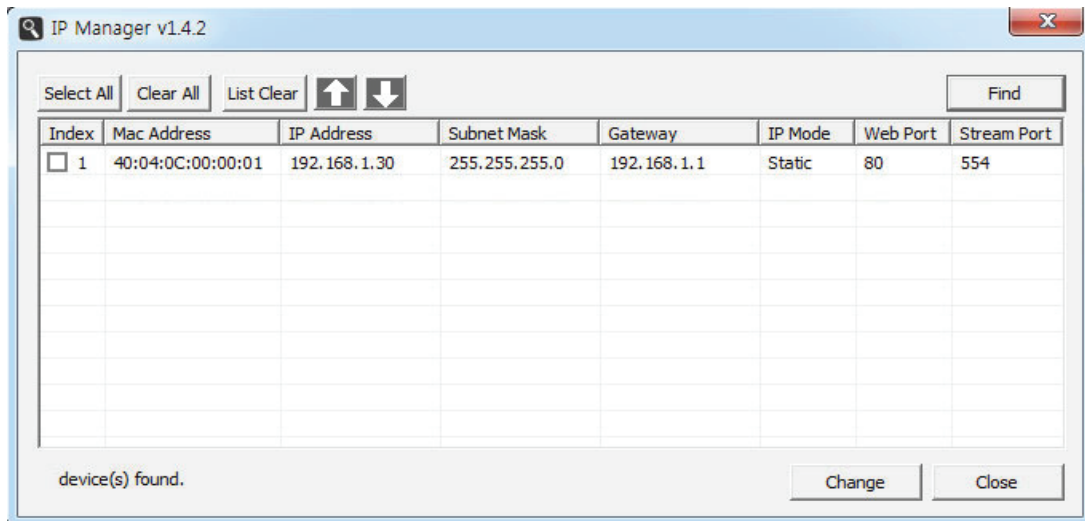 IP Manager v1.4.2
Select All Clear All List Clear Find
Index Mac Address IP Address Subnet Mask Gateway IP Mode Web Port Stream Port
1 40:04:0C:00:00:01 192.168.1.30 255.255.255.0 192.168.1.1 Static 80 554
device(s) found. Change Close